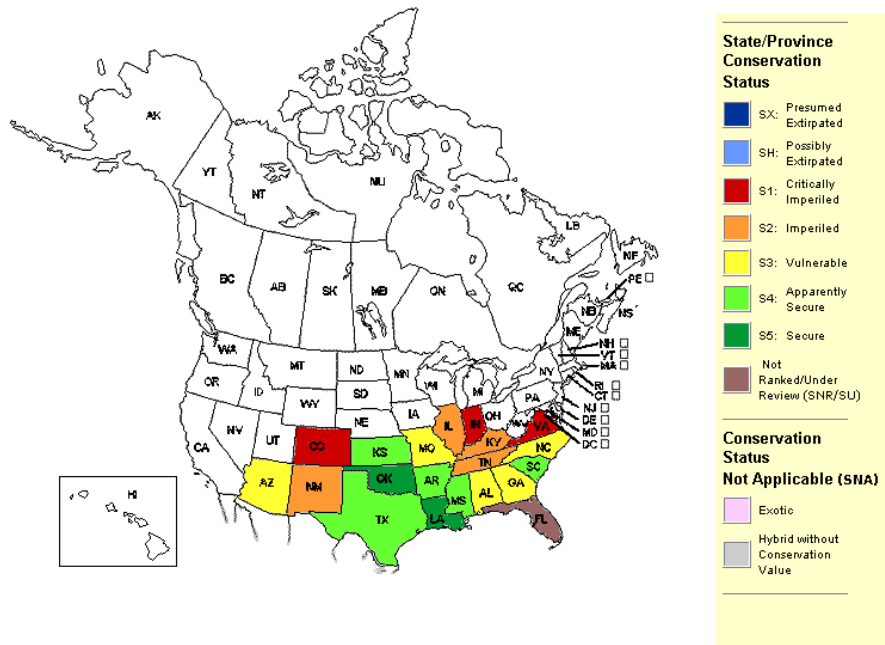 AK
YT
NT
NU
BC
AB
SK
MB
ON
QC
LB
NF
PE
NB
NS
ME
NH
VT
MA
RI
CT
NJ
DE
MD
DC
WA
MT
ND
MN
OR
ID
WY
SD
WI
MI
NY
PA
NE
IA
IL
IN
OH
WV
VA
CA
NV
UT
CO
KS
MO
KY
NC
TN
SC
AZ
NM
OK
AR
MS
AL
GA
TX
LA
FL
HI
State/Province
Conservation
Status
SX: Presumed
Extirpated
SH: Possibly
Extirpated
S1: Critically
Imperiled
S2: Imperiled
S3: Vulnerable
S4: Apparently
Secure
S5: Secure
Not
Ranked/Under
Review (SNR/SU)
Conservation
Status
Not Applicable (SNA)
Exotic
Hybrid without
Conservation
Value